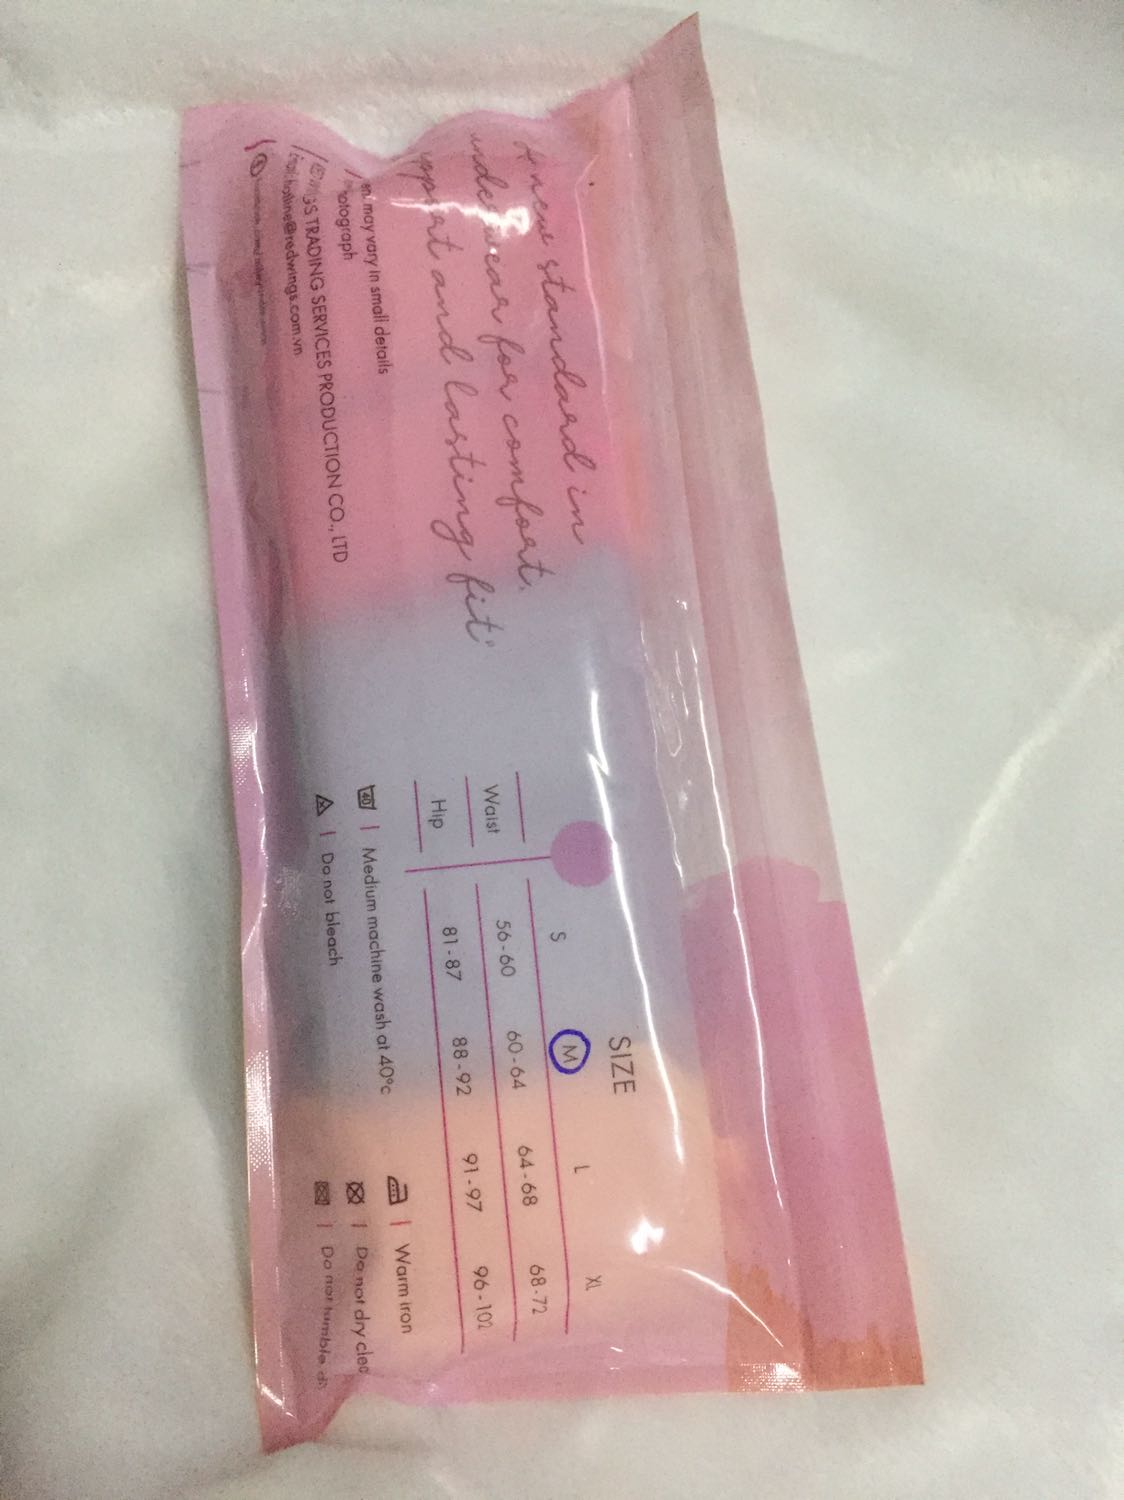 new standard in
underwear for comfort.
and lasting fit
may vary in small details
photograph
TRADING SERVICES PRODUCTION CO., LTD
hotline@redwings.com.vn
SIZE
S M L XL
Waist 56-60 60-64 64-68 68-72
Hip 81-87 88-92 91-97 96-102
40 | Medium machine wash at 40°c
| Warm iron
| Do not bleach
| Do not dry clea
| Do not tumble d